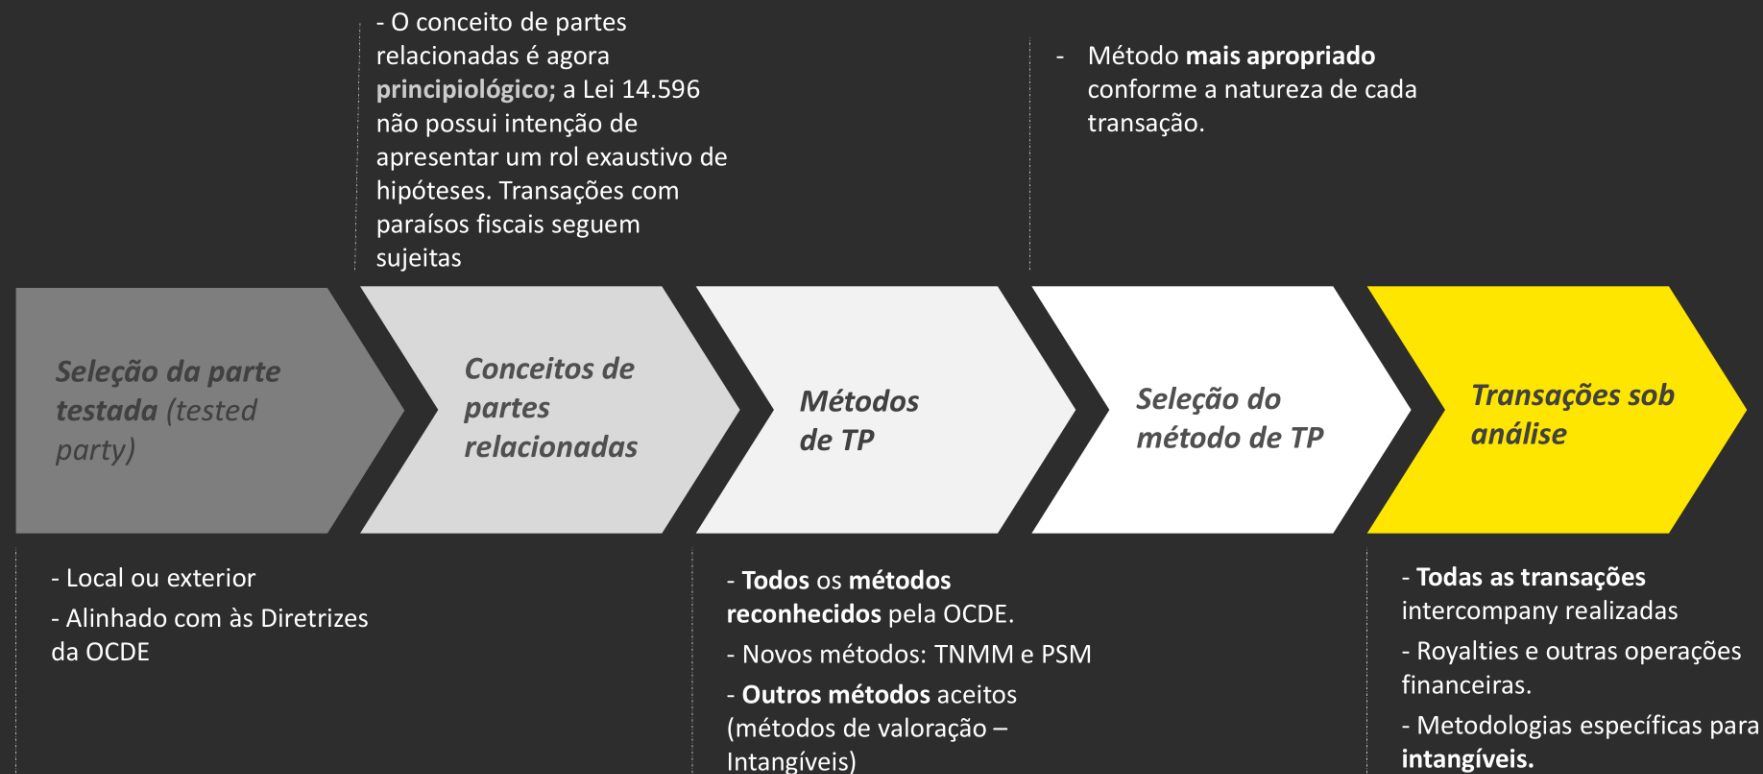 - O conceito de partes
relacionadas é agora
principiológico; a Lei 14.596
não possui intenção de
apresentar um rol exaustivo de
hipóteses. Transações com
paraísos fiscais seguem
sujeitas
- Método mais apropriado
conforme a natureza de cada
transação.
Seleção da parte
testada (tested
party)
Conceitos de
partes
relacionadas
Métodos
de TP
Seleção do
método de TP
Transações sob
análise
- Local ou exterior
- Alinhado com às Diretrizes
da OCDE
- Todos os métodos
reconhecidos pela OCDE.
- Novos métodos: TNMM e PSM
- Outros métodos aceitos
(métodos de valoração –
Intangíveis)
- Todas as transações
intercompany realizadas
- Royalties e outras operações
financeiras.
- Metodologias específicas para
intangíveis.